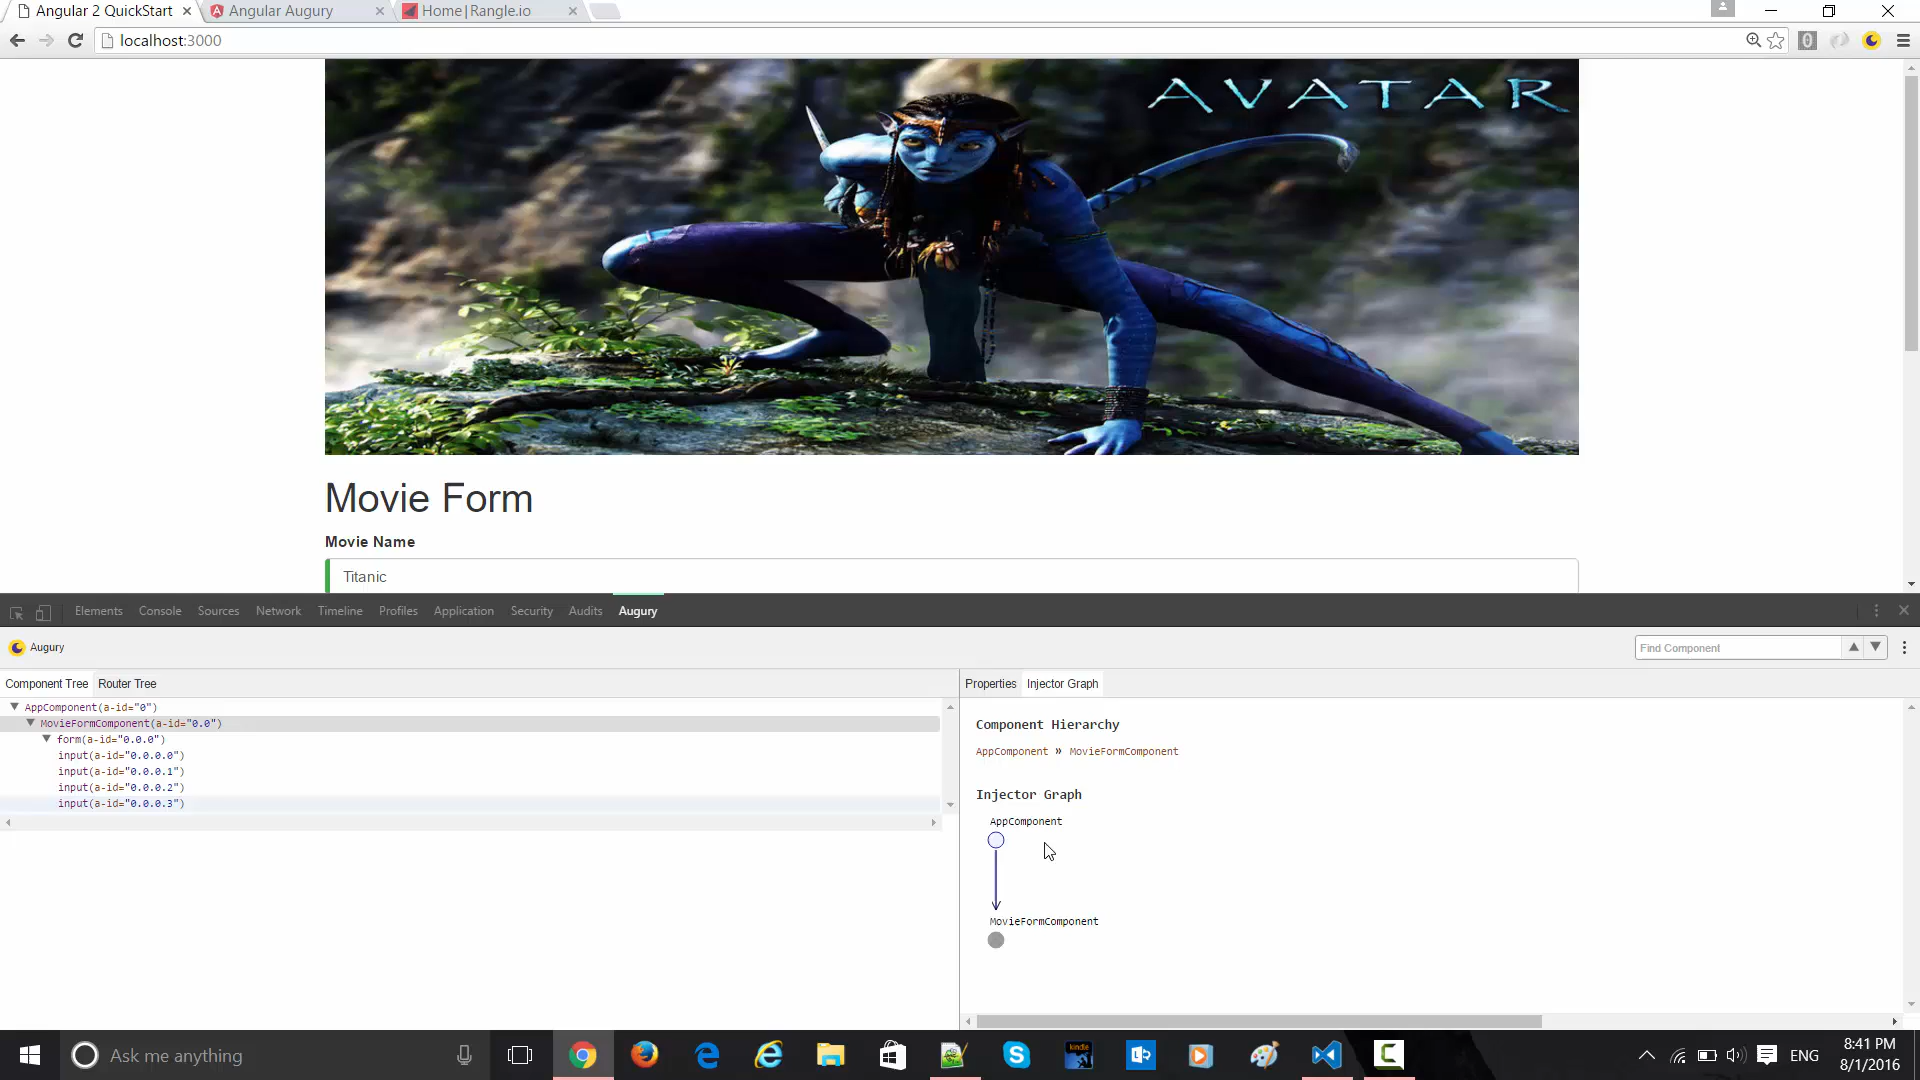 Angular 2 QuickStart
Angular Augury
Home|Rangle.io
localhost:3000
AVATAR
Movie Form
Movie Name
Titanic
Elements Console Sources Network Timeline Profiles Application Security Audits Augury
Augury
Find Component
Component Tree Router Tree
AppComponent(a-id="0")
MovieFormComponent(a-id="0.0")
form(a-id="0.0.0")
input(a-id="0.0.0.0")
input(a-id="0.0.0.1")
input(a-id="0.0.0.2")
input(a-id="0.0.0.3")
Properties Injector Graph
Component Hierarchy
AppComponent » MovieFormComponent
Injector Graph
AppComponent
MovieFormComponent
Ask me anything
kindle
ENG
8:41 PM
8/1/2016